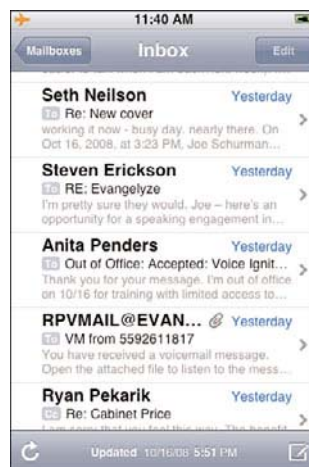 11:40 AM
Mailboxes
Inbox
Edit
Seth Neilson
Yesterday
To Re: New cover
working it now - busy day. nearly there. On
Oct 16, 2008, at 3:23 PM, Joe Schurman...
Steven Erickson
Yesterday
To RE: Evangelyze
I'm pretty sure they would. Joe – here's an
opportunity for a speaking engagement in...
Anita Penders
Yesterday
To Out of Office: Accepted: Voice Ignit...
Thank you for your message. I'm out of office
on 10/16 for training with limited access to...
RPVMAIL@EVAN...
Yesterday
To VM from 5592611817
You have received a voicemail message.
Open the attached file to listen to the mess...
Ryan Pekarik
Yesterday
Cc Re: Cabinet Price
Updated 10/16/08 5:51 PM